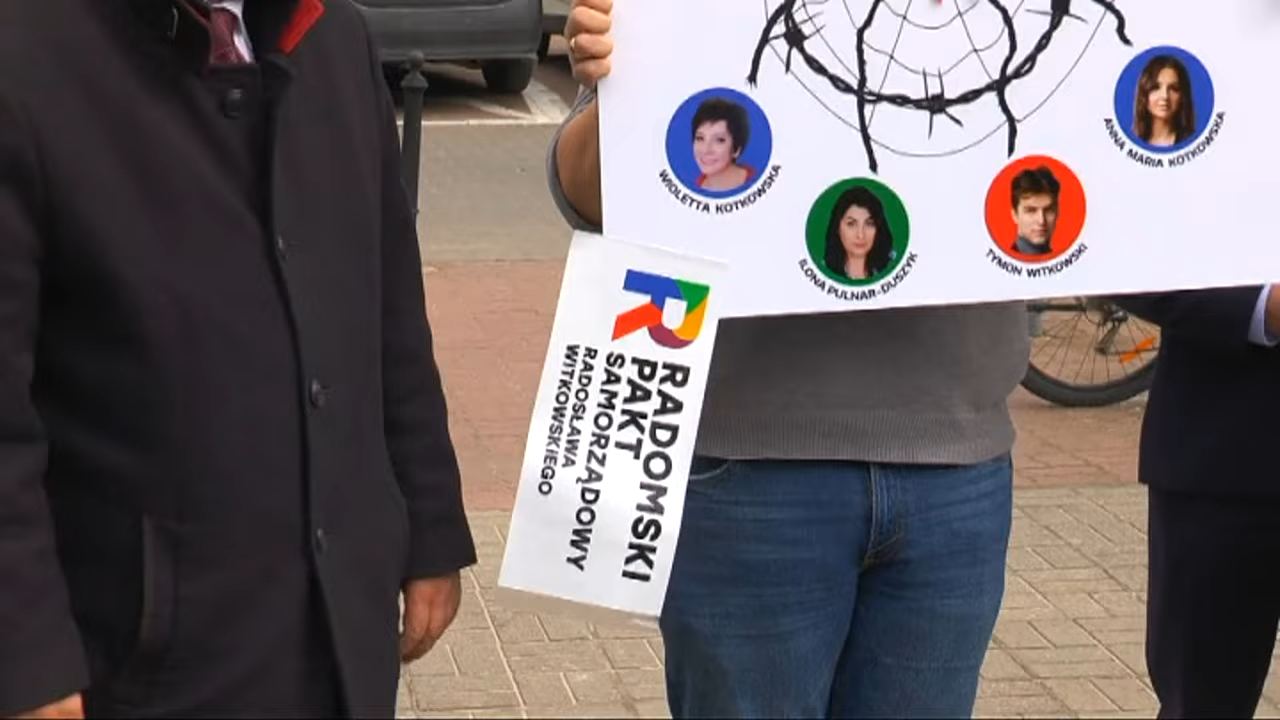 WIOLETTA KOTKOWSKA
ILONA PULNAR-DUSZYK
TYMON WITKOWSKI
ANNA MARIA KOTKOWSKA
RADOMSKI
PAKT
SAMORZĄDOWY
RADOSŁAWA
WITKOWSKIEGO